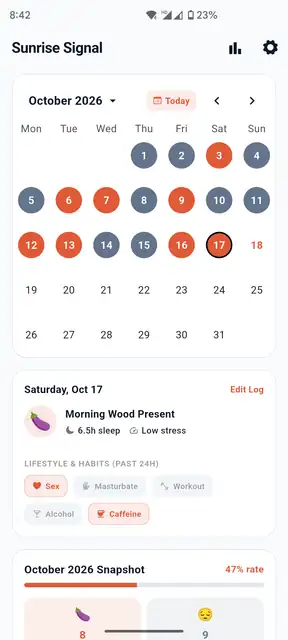 8:42
23%
Sunrise Signal
October 2026
Today
Mon Tue Wed Thu Fri Sat Sun
1 2 3 4
5 6 7 8 9 10 11
12 13 14 15 16 17 18
19 20 21 22 23 24 25
26 27 28 29 30 31
Saturday, Oct 17
Edit Log
Morning Wood Present
6.5h sleep Low stress
LIFESTYLE & HABITS (PAST 24H)
Sex Masturbate Workout
Alcohol Caffeine
October 2026 Snapshot
47% rate
8 9